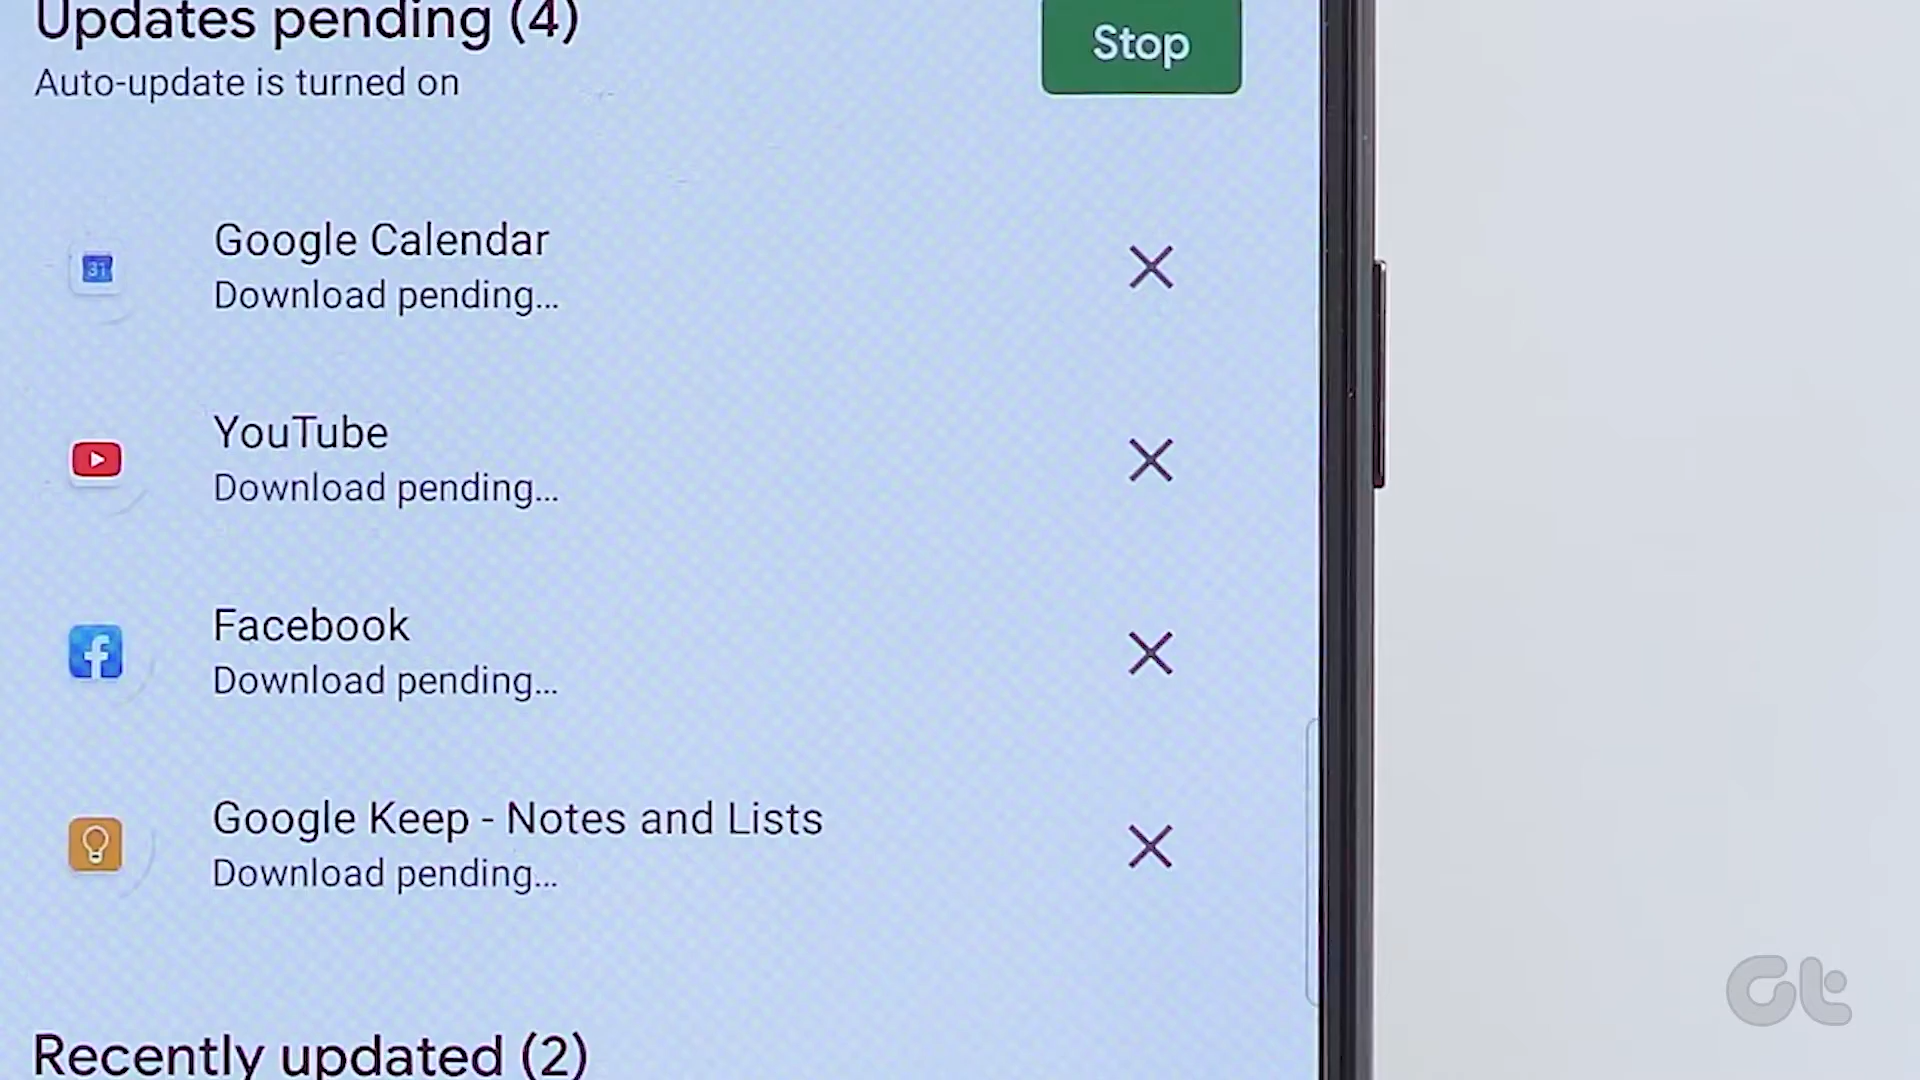 Updates pending (4)
Stop
Auto-update is turned on
31
Google Calendar
Download pending...
YouTube
Download pending...
Facebook
Download pending...
Google Keep - Notes and Lists
Download pending...
Recently updated (2)
Gt